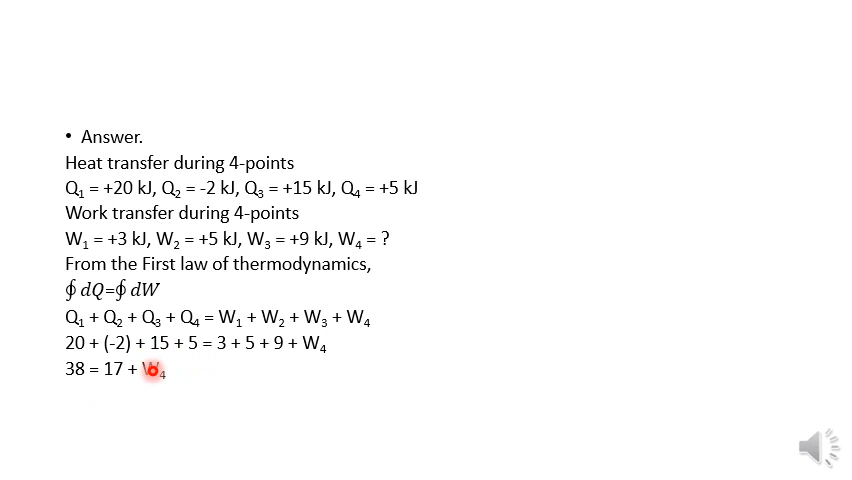 • Answer.
Heat transfer during 4-points
Q₁ = +20 kJ, Q₂ = -2 kJ, Q₃ = +15 kJ, Q₄ = +5 kJ
Work transfer during 4-points
W₁ = +3 kJ, W₂ = +5 kJ, W₃ = +9 kJ, W₄ = ?
From the First law of thermodynamics,
∮ dQ=∮ dW
Q₁ + Q₂ + Q₃ + Q₄ = W₁ + W₂ + W₃ + W₄
20 + (-2) + 15 + 5 = 3 + 5 + 9 + W₄
38 = 17 + W₄